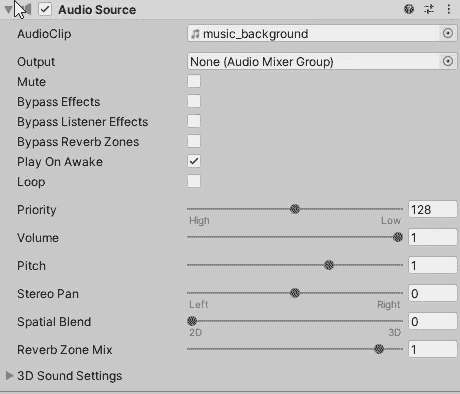 Audio Source
AudioClip music_background
Output None (Audio Mixer Group)
Mute
Bypass Effects
Bypass Listener Effects
Bypass Reverb Zones
Play On Awake
Loop
Priority 128
High Low
Volume 1
Pitch 1
Stereo Pan 0
Left Right
Spatial Blend 0
2D 3D
Reverb Zone Mix 1
3D Sound Settings